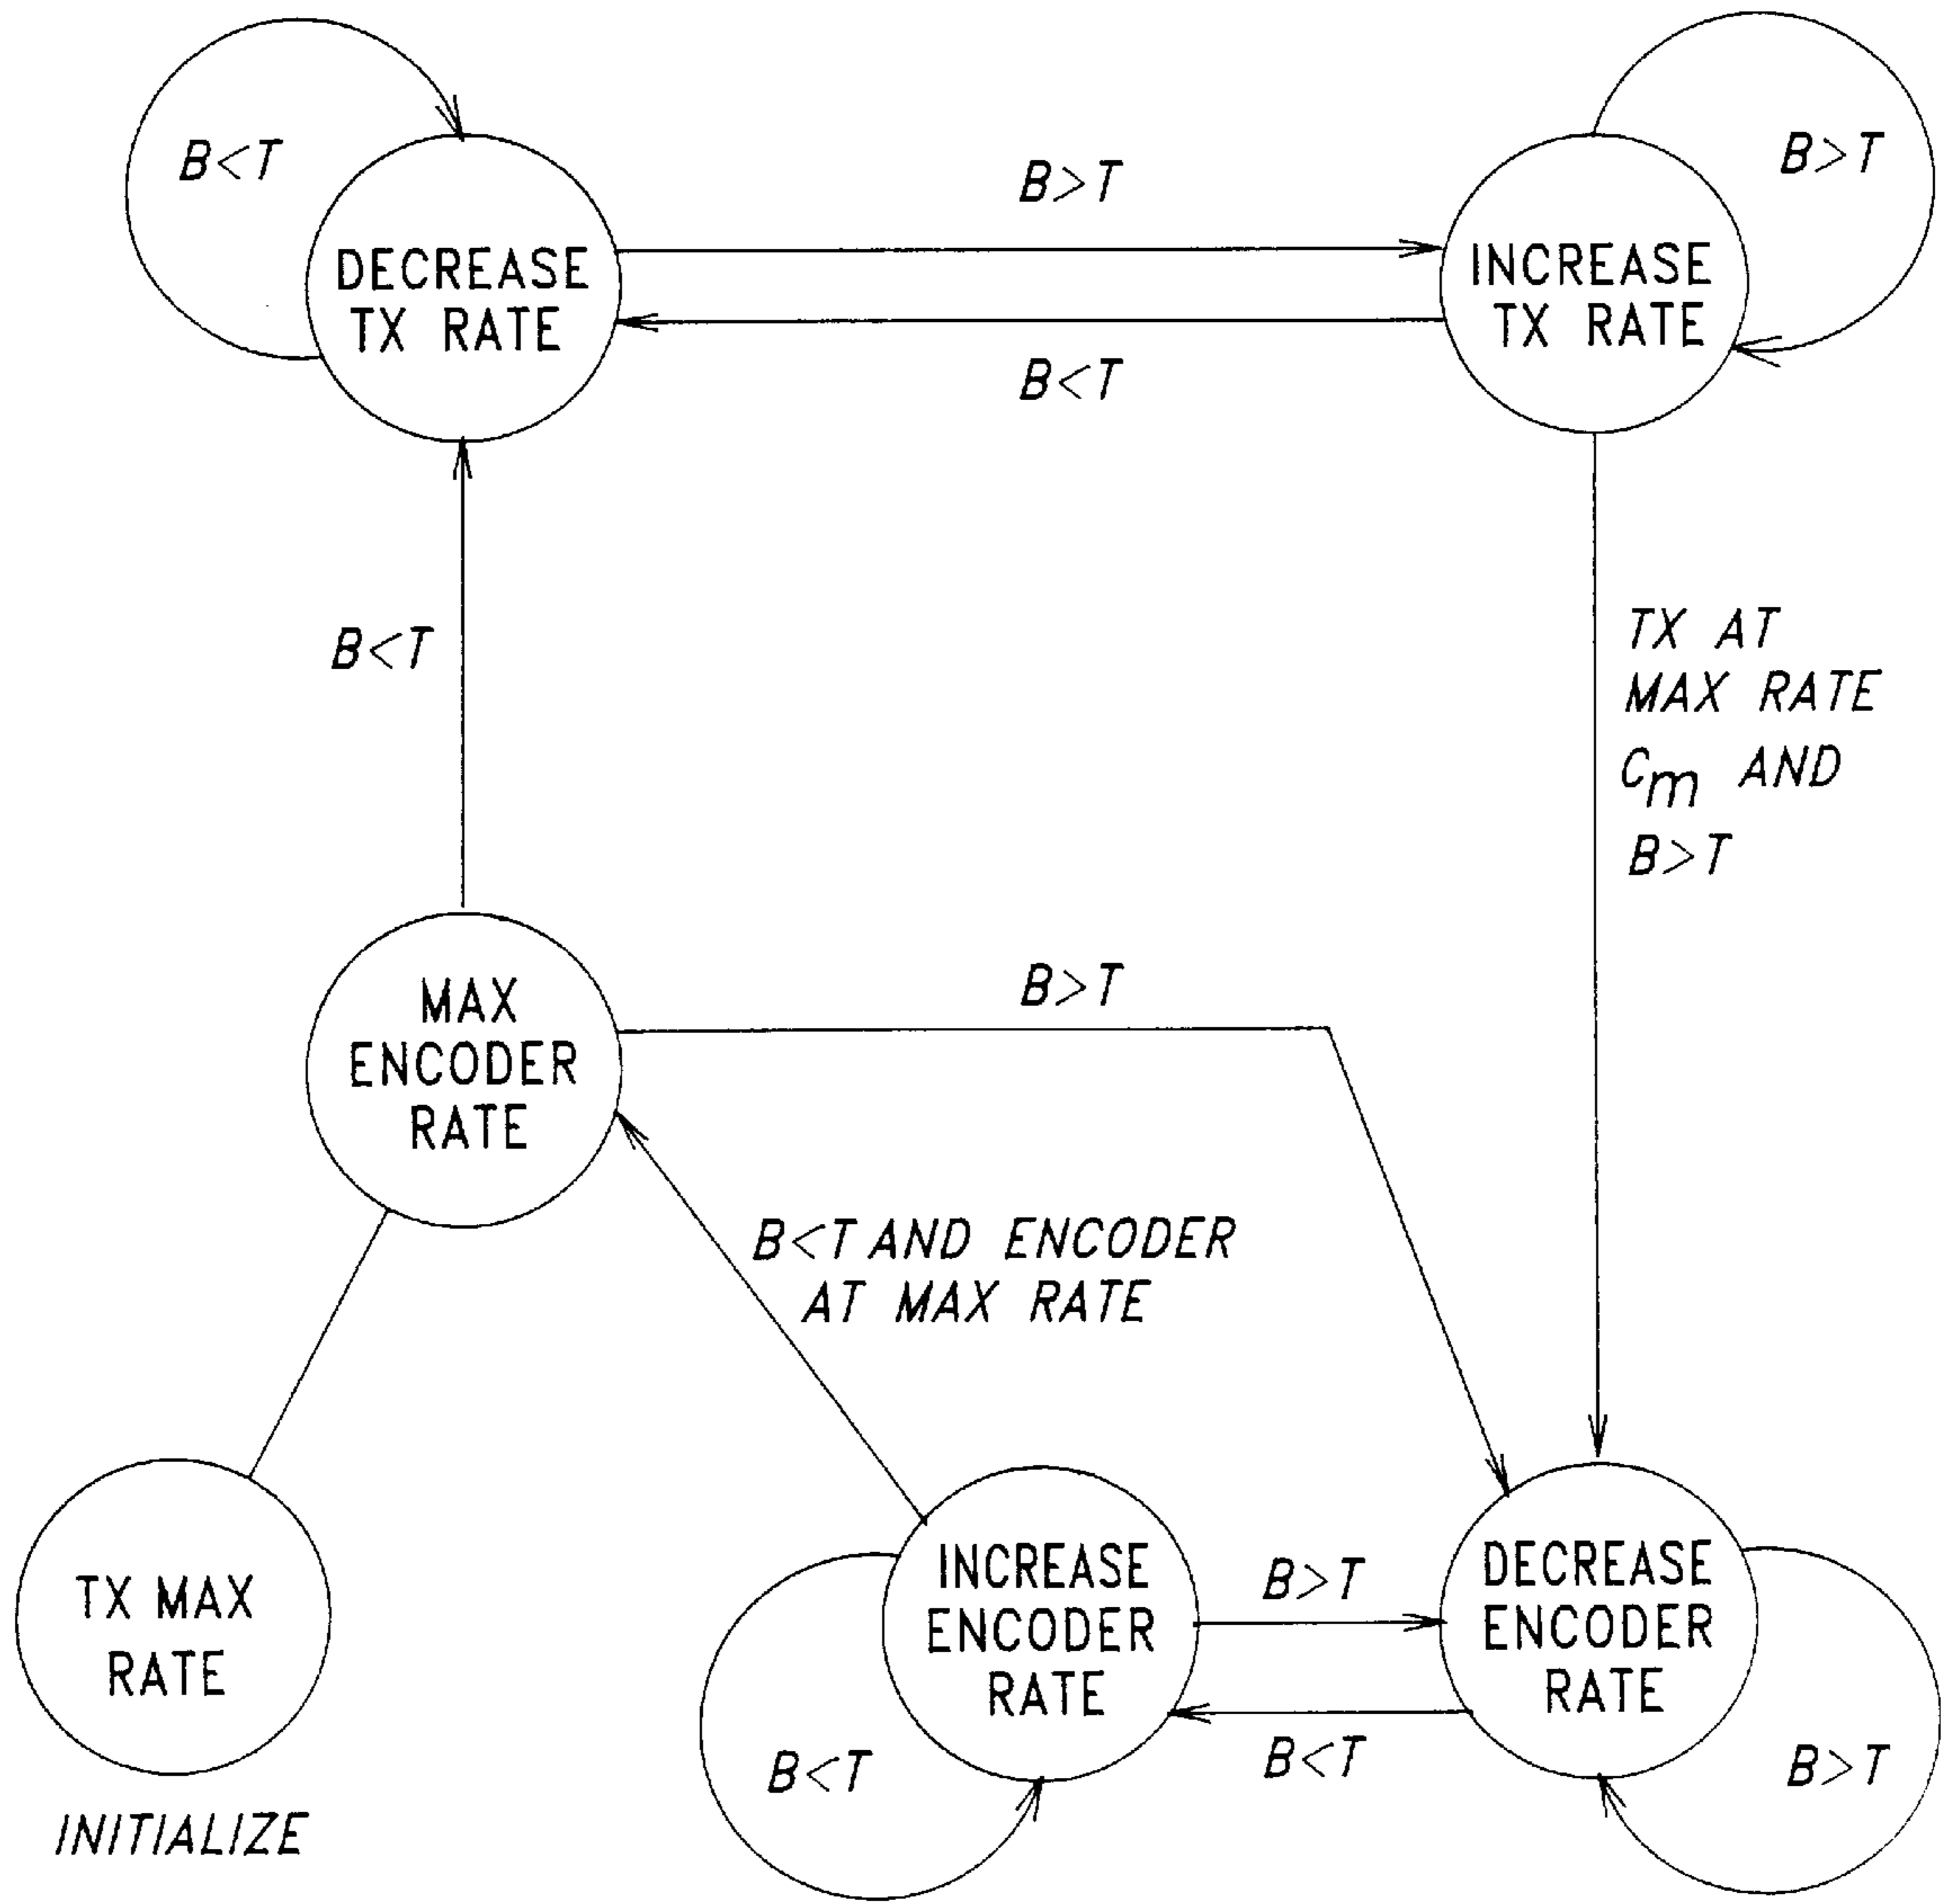 B<T
B>T
B>T
DECREASE
TX RATE
INCREASE
TX RATE
B<T
B<T
TX AT
MAX RATE
Cm AND
B>T
MAX
ENCODER
RATE
B>T
B<T AND ENCODER
AT MAX RATE
TX MAX
RATE
INITIALIZE
INCREASE
ENCODER
RATE
B>T
DECREASE
ENCODER
RATE
B<T
B<T
B>T